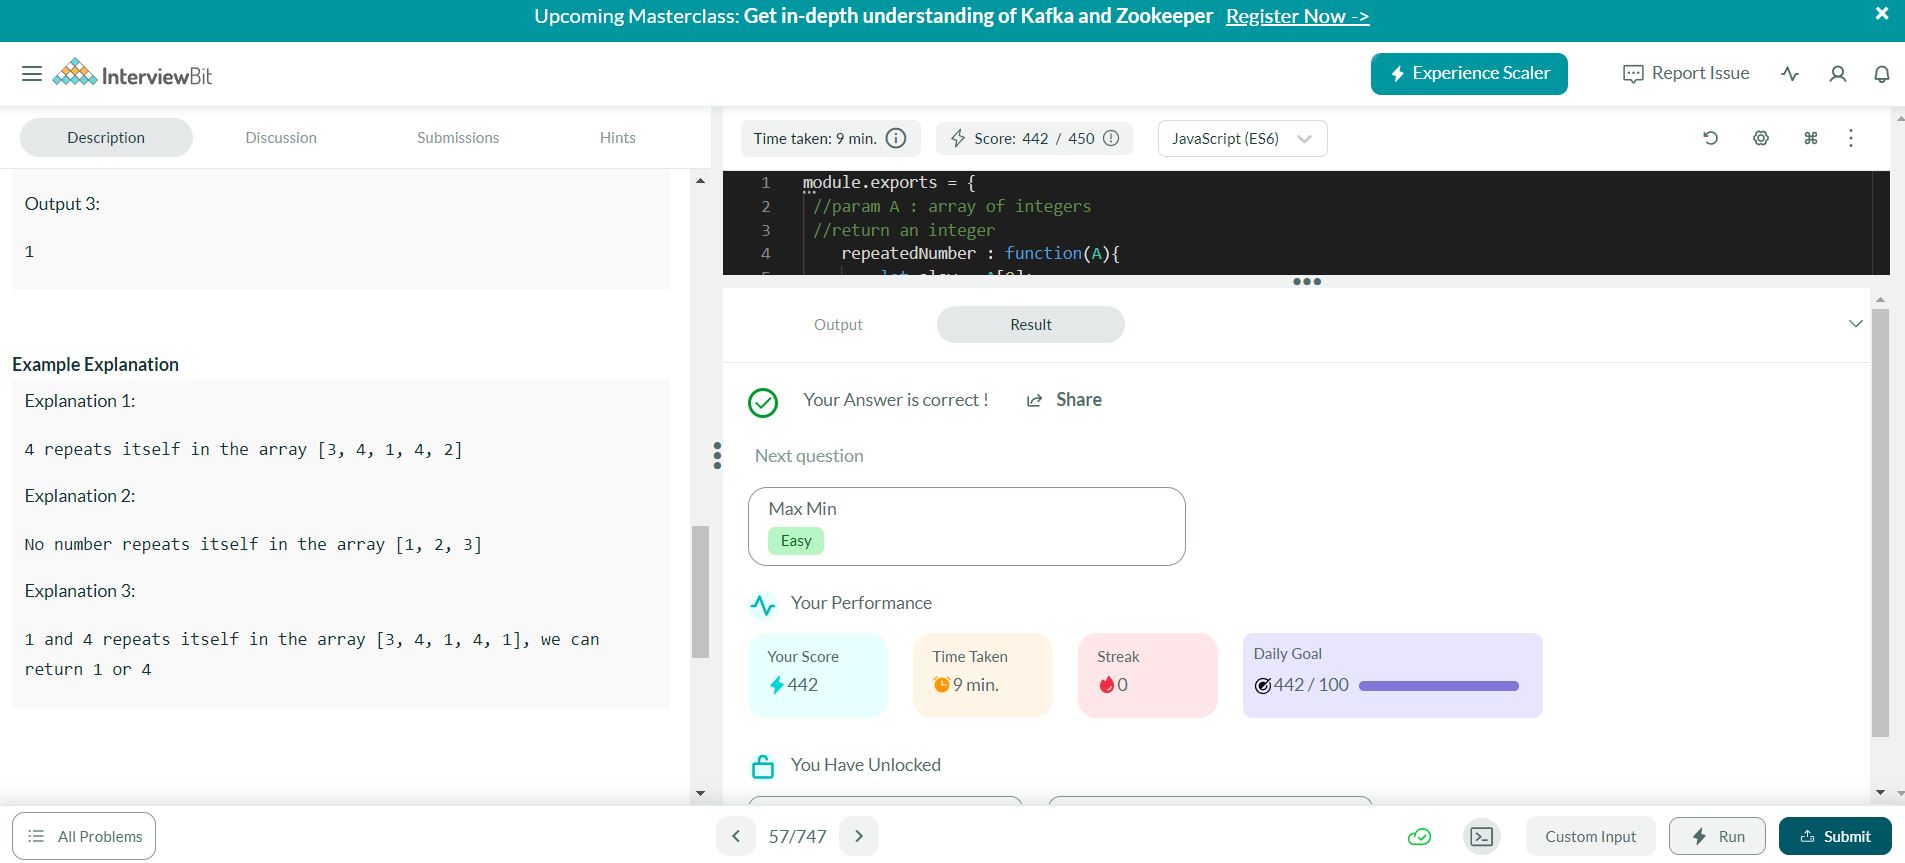 Upcoming Masterclass: Get in-depth understanding of Kafka and Zookeeper Register Now ->
InterviewBit
Experience Scaler
Report Issue
Description
Discussion
Submissions
Hints
Output 3:
1
Example Explanation
Explanation 1:
4 repeats itself in the array [3, 4, 1, 4, 2]
Explanation 2:
No number repeats itself in the array [1, 2, 3]
Explanation 3:
1 and 4 repeats itself in the array [3, 4, 1, 4, 1], we can
return 1 or 4
Time taken: 9 min.
Score: 442 / 450
JavaScript (ES6)
1 module.exports = {
2 //param A : array of integers
3 //return an integer
4 repeatedNumber : function(A){
Output
Result
Your Answer is correct !
Share
Next question
Max Min
Easy
Your Performance
Your Score
442
Time Taken
9 min.
Streak
0
Daily Goal
442 / 100
You Have Unlocked
All Problems
57/747
Custom Input
Run
Submit